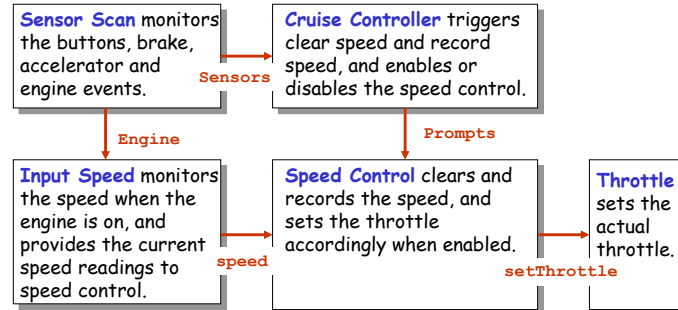 Sensor Scan monitors
the buttons, brake,
accelerator and
engine events.
Sensors
Cruise Controller triggers
clear speed and record
speed, and enables or
disables the speed control.
Engine
Prompts
Input Speed monitors
the speed when the
engine is on, and
provides the current
speed readings to
speed control.
speed
Speed Control clears and
records the speed, and
sets the throttle
accordingly when enabled.
setThrottle
Throttle
sets the
actual
throttle.